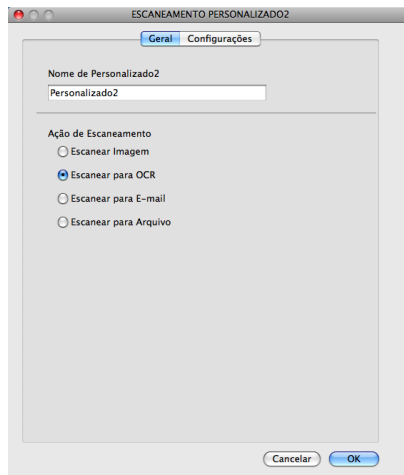 ESCANEAMENTO PERSONALIZADO2
Geral Configurações
Nome de Personalizado2
Personalizado2
Ação de Escaneamento
Escanear Imagem
Escanear para OCR
Escanear para E-mail
Escanear para Arquivo
Cancelar OK